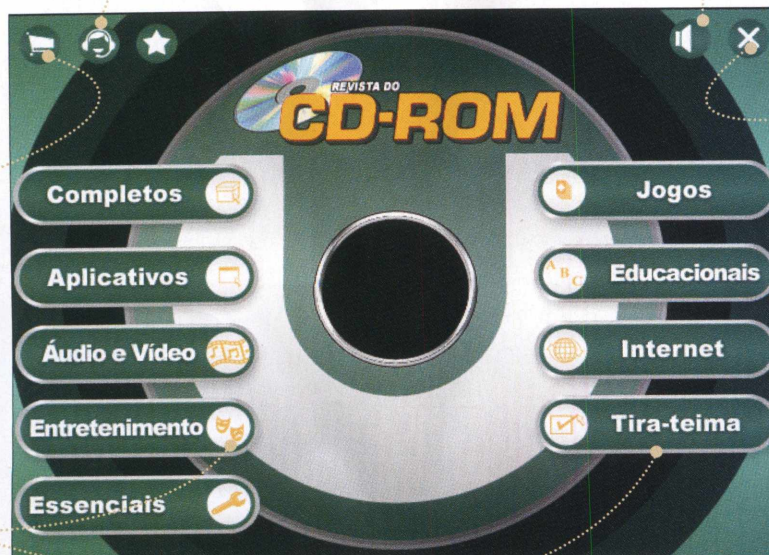 REVISTA DO
CD-ROM
Completos
Aplicativos
Áudio e Vídeo
Entretenimento
Essenciais
Jogos
A B C
Educacionais
Internet
Tira-teima